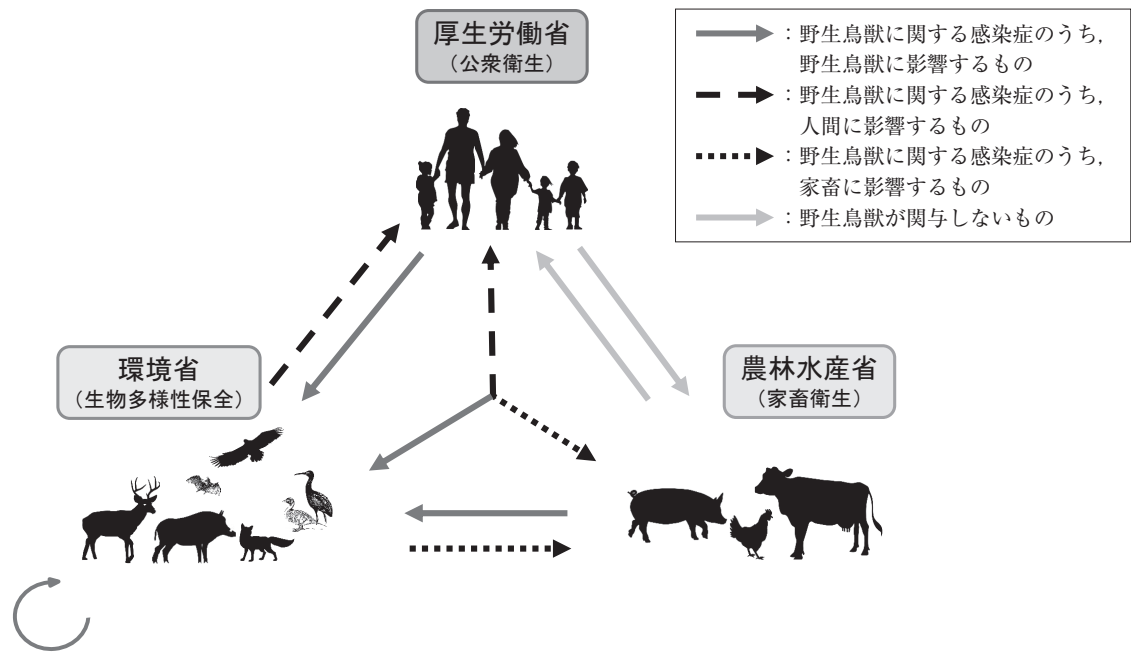 厚生労働省
（公衆衛生）
：野生鳥獣に関する感染症のうち，
野生鳥獣に影響するもの
：野生鳥獣に関する感染症のうち，
人間に影響するもの
：野生鳥獣に関する感染症のうち，
家畜に影響するもの
：野生鳥獣が関与しないもの
環境省
（生物多様性保全）
農林水産省
（家畜衛生）